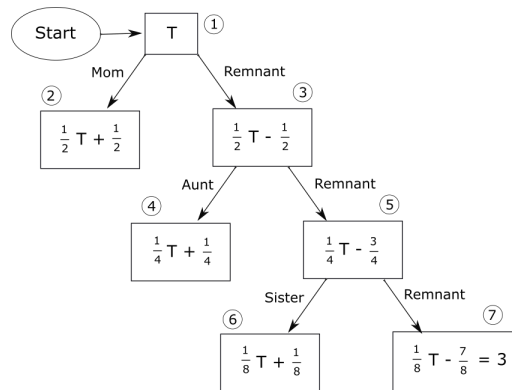 Start
T
①
Mom
Remnant
②
③
1/2 T + 1/2
1/2 T - 1/2
Aunt
Remnant
④
⑤
1/4 T + 1/4
1/4 T - 3/4
Sister
Remnant
⑥
⑦
1/8 T + 1/8
1/8 T - 7/8 = 3